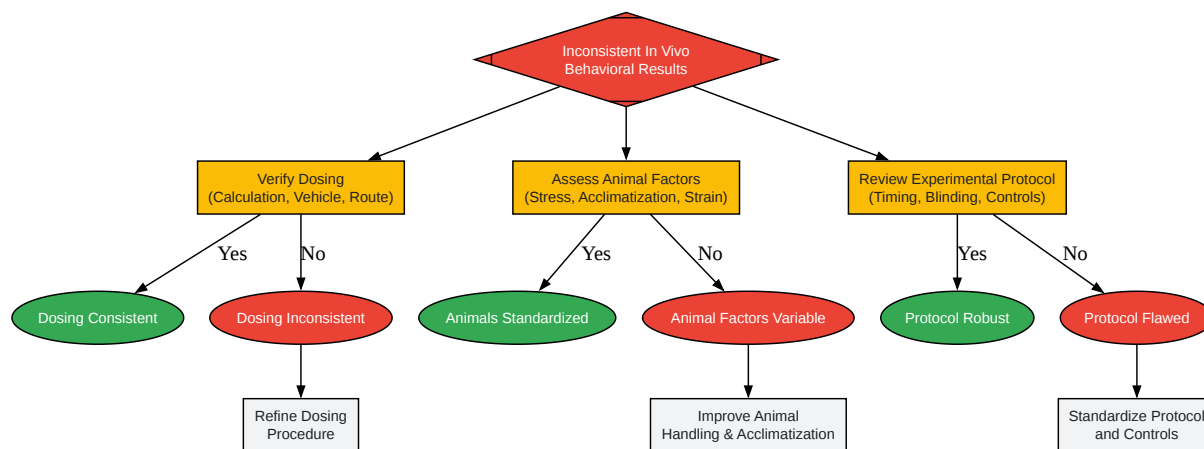 Inconsistent In Vivo
Behavioral Results
Verify Dosing
(Calculation, Vehicle, Route)
Assess Animal Factors
(Stress, Acclimatization, Strain)
Review Experimental Protocol
(Timing, Blinding, Controls)
Yes
No
Yes
No
Yes
No
Dosing Consistent
Dosing Inconsistent
Animals Standardized
Animal Factors Variable
Protocol Robust
Protocol Flawed
Refine Dosing
Procedure
Improve Animal
Handling & Acclimatization
Standardize Protocol
and Controls